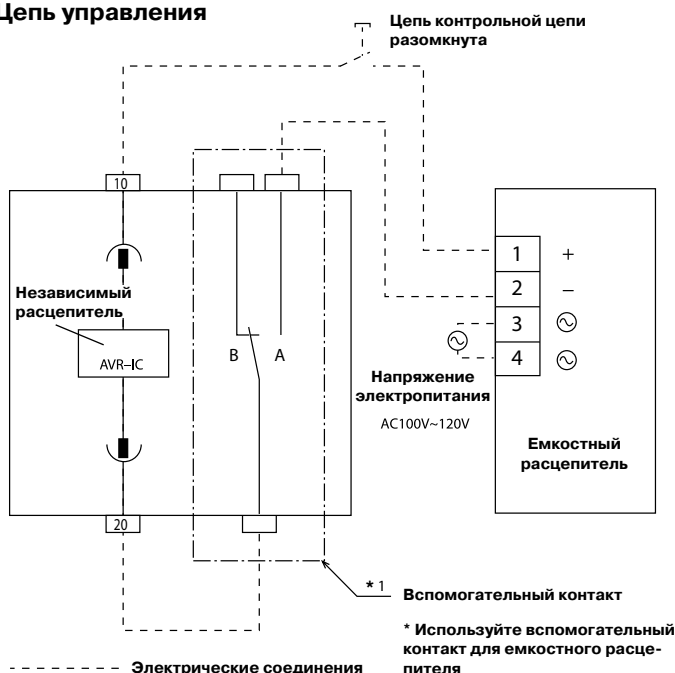 Цепь управления
Цепь контрольной цепи
разомкнута
10
Независимый
расцепитель
AVR–IC
B
A
20
1
+
2
–
3
4
Напряжение
электропитания
AC100V~120V
Емкостный
расцепитель
* 1
Вспомогательный контакт
* Используйте вспомогательный
контакт для емкостного расце-
пителя
Электрические соединения